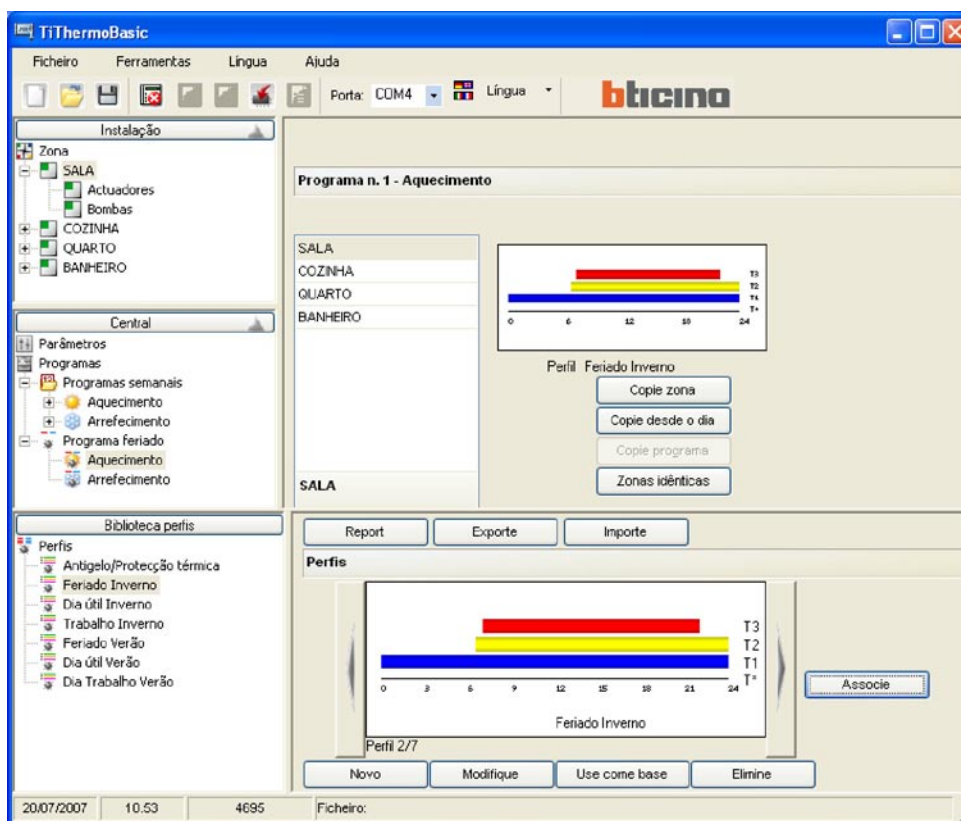 TiThermoBasic
Ficheiro Ferramentas Língua Ajuda
Porta: COM4 Língua bticino
Instalação
Zona
SALA
Actuadores
Bombas
COZINHA
QUARTO
BANHEIRO
Central
Parâmetros
Programas
Programas semanais
Aquecimento
Arrefecimento
Programa feriado
Aquecimento
Arrefecimento
Biblioteca perfis
Perfis
Antigelo/Protecção térmica
Feriado Inverno
Dia útil Inverno
Trabalho Inverno
Feriado Verão
Dia útil Verão
Dia Trabalho Verão
Programa n. 1 - Aquecimento
SALA
COZINHA
QUARTO
BANHEIRO
SALA
T3
T2
T1
T*
0 6 12 18 24
Perfil Feriado Inverno
Copie zona
Copie desde o dia
Copie programa
Zonas idênticas
Report Exporte Importe
Perfis
T3
T2
T1
T*
0 3 6 9 12 15 18 21 24
Feriado Inverno
Perfil 2/7
Associe
Novo Modifique Use come base Elimine
20/07/2007 10.53 4695 Ficheiro: